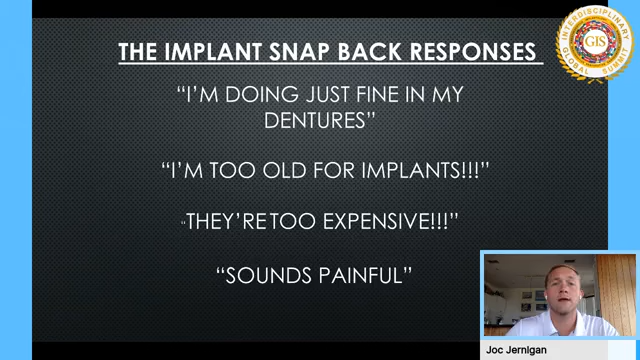 THE IMPLANT SNAP BACK RESPONSES
INTERDISCIPLINARY
GIS
GLOBAL SUMMIT
“I’M DOING JUST FINE IN MY
DENTURES”
“I’M TOO OLD FOR IMPLANTS!!!”
“THEY’RE TOO EXPENSIVE!!!”
“SOUNDS PAINFUL”
Joc Jernigan